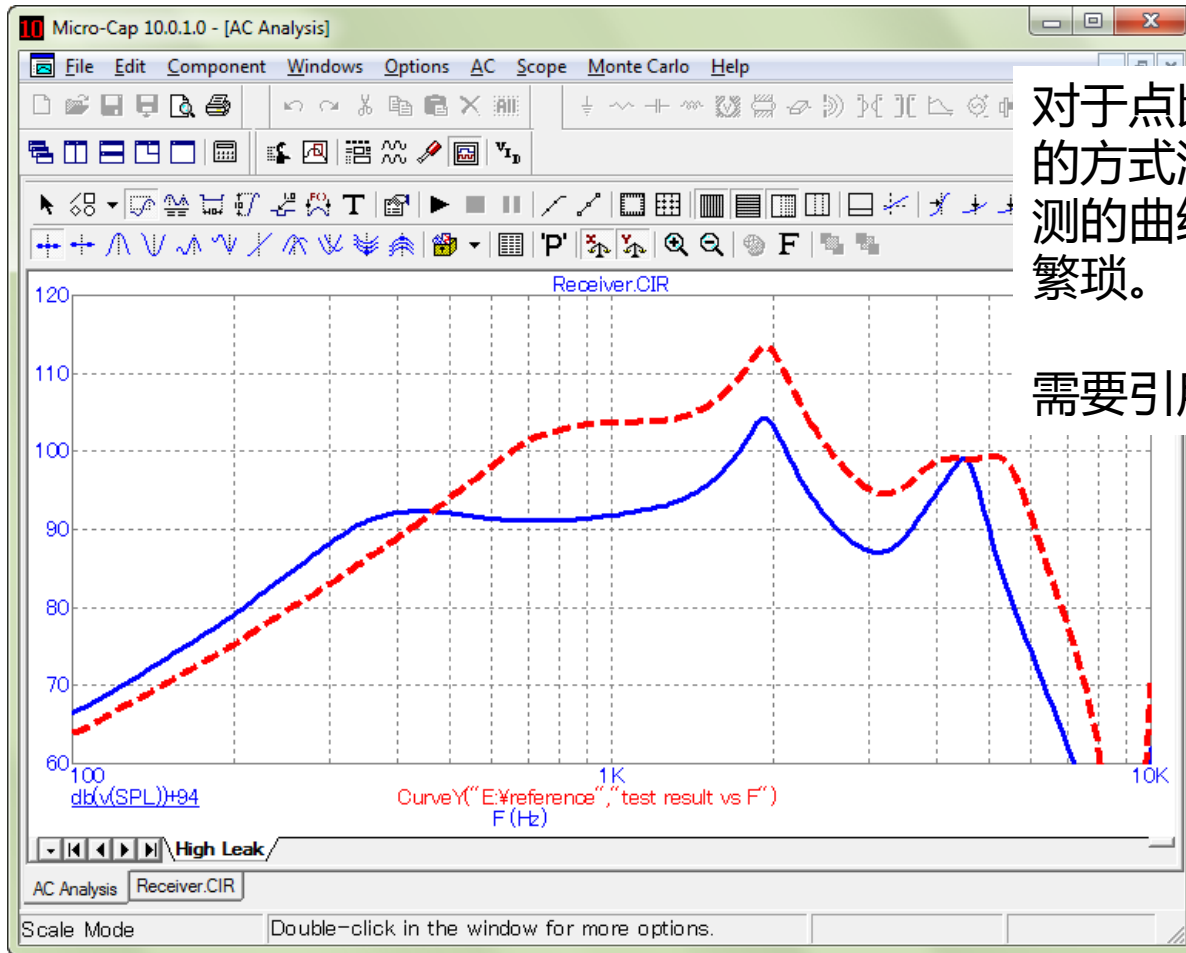 Micro-Cap 10.0.1.0 - [AC Analysis]
File Edit Component Windows Options AC Scope Monte Carlo Help
对于点
的方式
测的曲
繁琐。
需要引
Receiver.CIR
120
110
100
90
80
70
60
100 1K 10K
db(v(SPL))+94 CurveY("E:¥reference","test result vs F")
F (Hz)
High Leak
AC Analysis Receiver.CIR
Scale Mode Double-click in the window for more options.